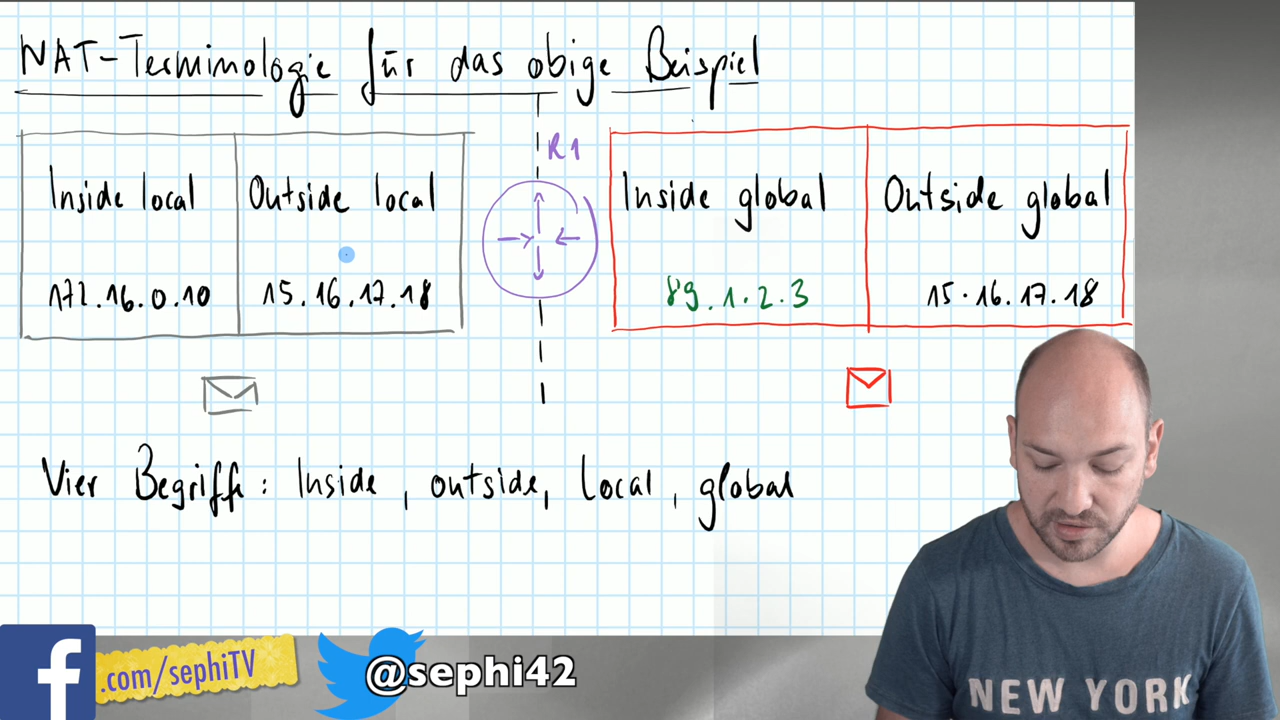 NAT-Terminologie für das obige Beispiel
R1
Inside local
Outside local
Inside global
Outside global
172.16.0.10
15.16.17.18
89.1.2.3
15.16.17.18
Vier Begriffe: Inside, outside, Local, global
f
.com/sephiTV
@sephi42
NEW YORK